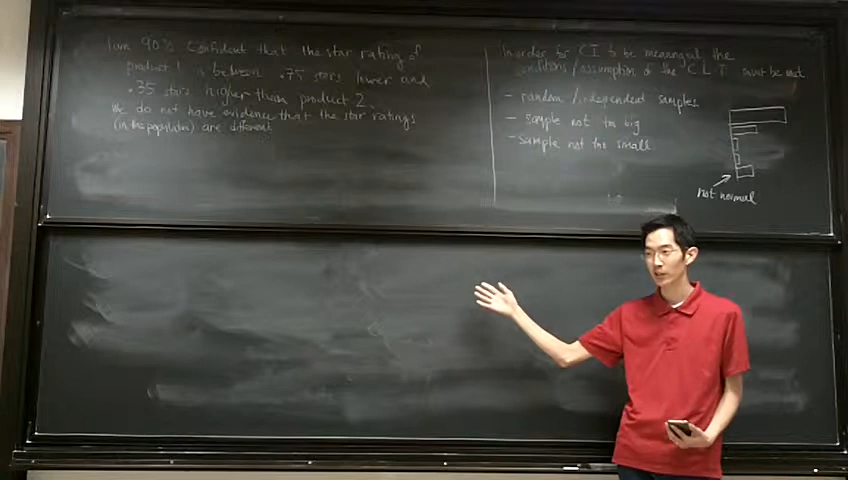 I am 90% confident that the star rating of
product 1 is between .75 stars lower and
.35 stars higher than product 2.
We do not have evidence that the star ratings
(in the population) are different
In order for C I to be meaningful the
conditions/assumption of the C L T must be met
- random /independent samples
- sample not too big
- sample not too small
not normal